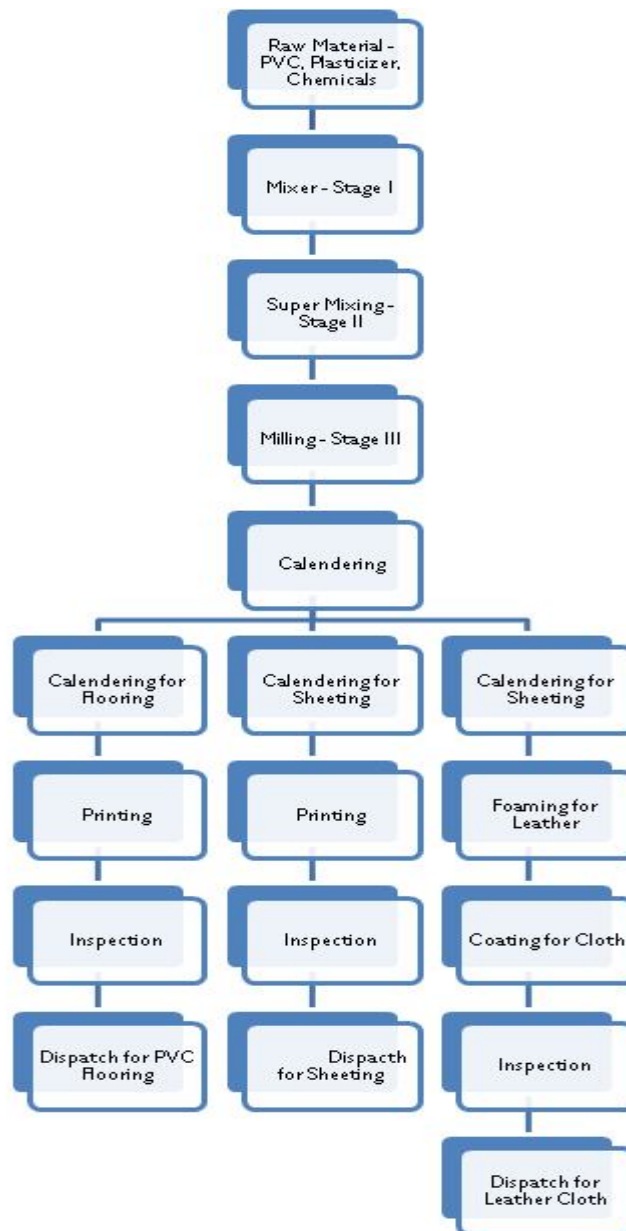 Raw Material -
PVC, Plasticizer,
Chemicals
Mixer - Stage I
Super Mixing -
Stage II
Milling - Stage III
Calendering
Calendering for
Flooring
Calendering for
Sheeting
Calendering for
Sheeting
Printing
Printing
Foaming for
Leather
Inspection
Inspection
Coating for Cloth
Dispatch for PVC
Flooring
Dispacth
for Sheeting
Inspection
Dispatch for
Leather Cloth